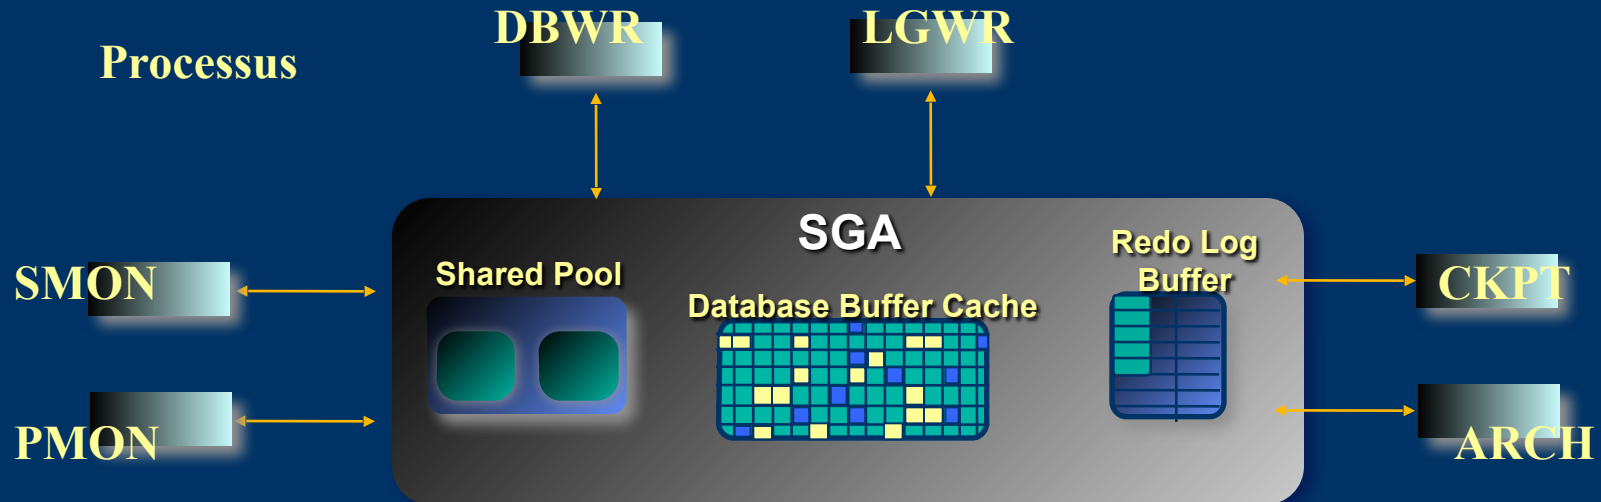 DBWR
LGWR
Processus
SGA
Redo Log
Buffer
Shared Pool
SMON
CKPT
Database Buffer Cache
PMON
ARCH